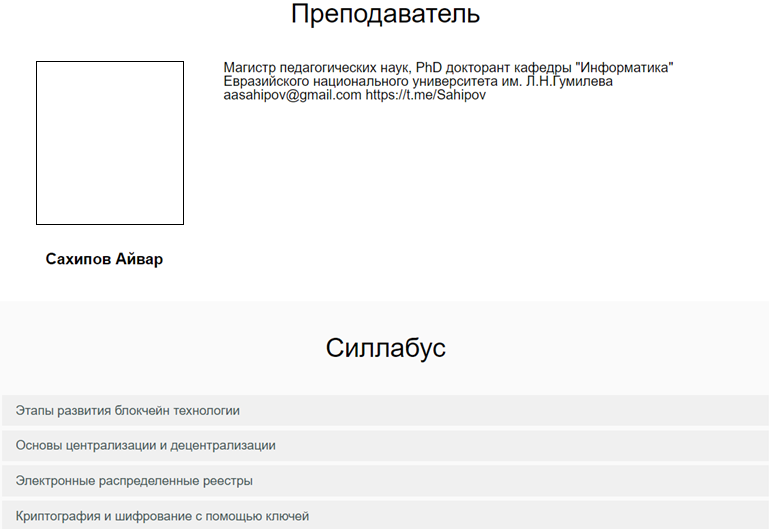 Преподаватель
Магистр педагогических наук, PhD докторант кафедры "Информатика"
Евразийского национального университета им. Л.Н.Гумилева
aasahipov@gmail.com https://t.me/Sahipov
Сахипов Айвар
Силлабус
Этапы развития блокчейн технологии
Основы централизации и децентрализации
Электронные распределенные реестры
Криптография и шифрование с помощью ключей